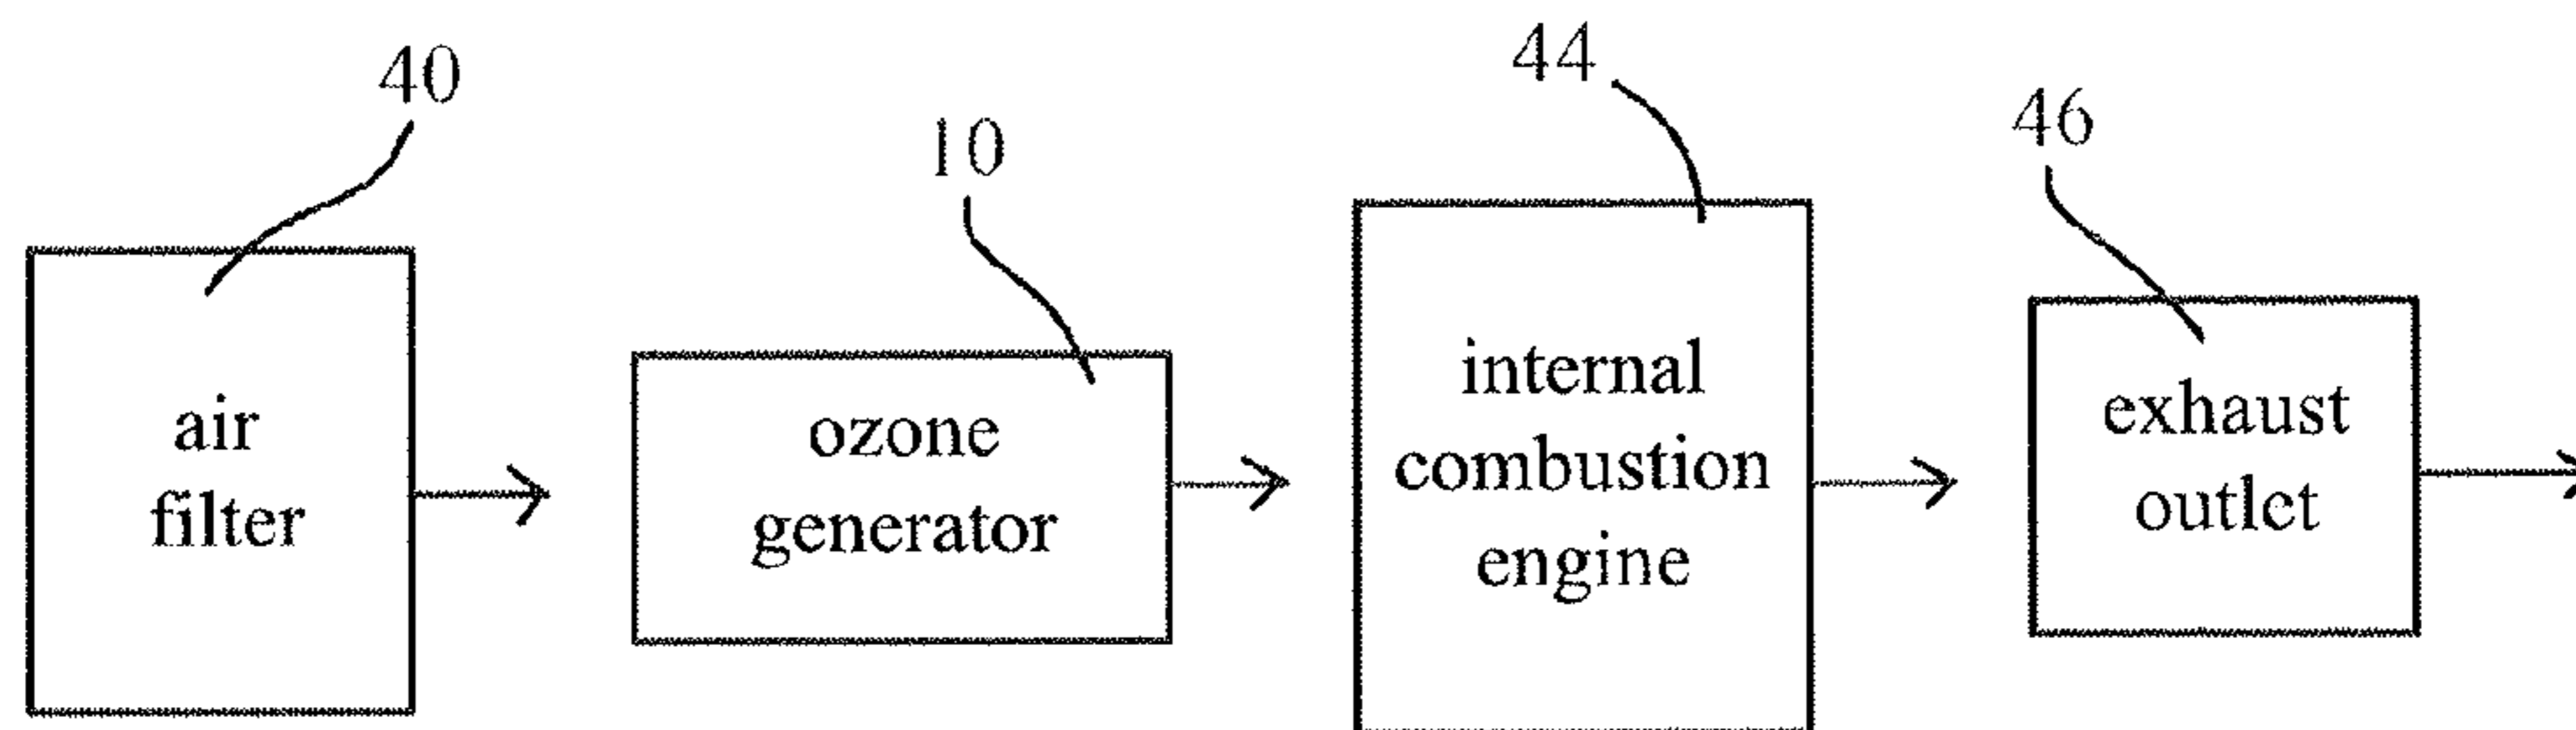 40
10
44
46
air
filter
ozone
generator
internal
combustion
engine
exhaust
outlet